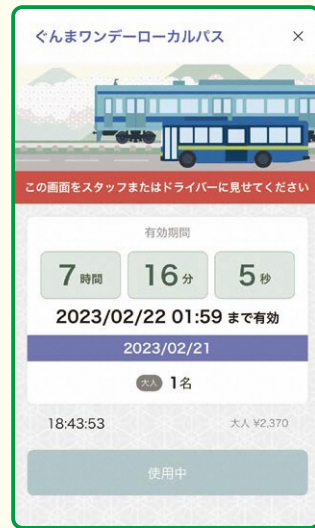 ぐんまワンデーローカルパス ×
この画面をスタッフまたはドライバーに見せてください
有効期間
7時間 16分 5秒
2023/02/22 01:59 まで有効
2023/02/21
大人 1名
18:43:53 大人 ¥2,370
使用中